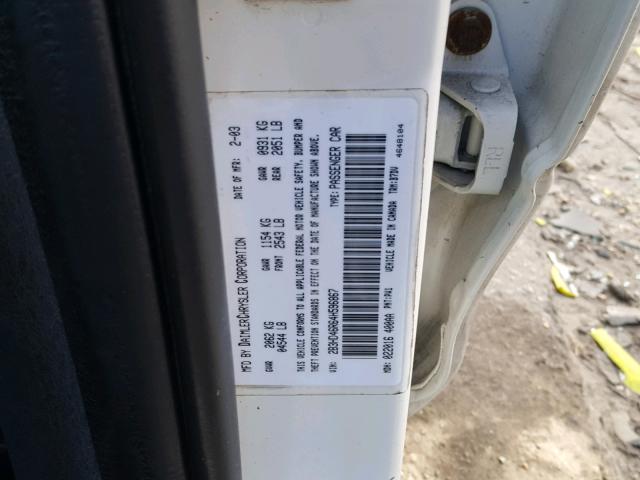 MFD BY DAIMLERCHRYSLER CORPORATION DATE OF MFR: 2-03
GVWR: 2062 KG GAWR 1154 KG GAWR 0931 KG
04544 LB FRONT 2543 LB REAR 2051 LB
THIS VEHICLE CONFORMS TO ALL APPLICABLE FEDERAL MOTOR VEHICLE SAFETY, BUMPER AND
THEFT PREVENTION STANDARDS IN EFFECT ON THE DATE OF MANUFACTURE SHOWN ABOVE.
VIN: 2B3HD46R64H596867 TYPE: PASSENGER CAR
MDH: 022016 400AA PNT: PW1 VEHICLE MADE IN CANADA TRM: B7DV
4648104